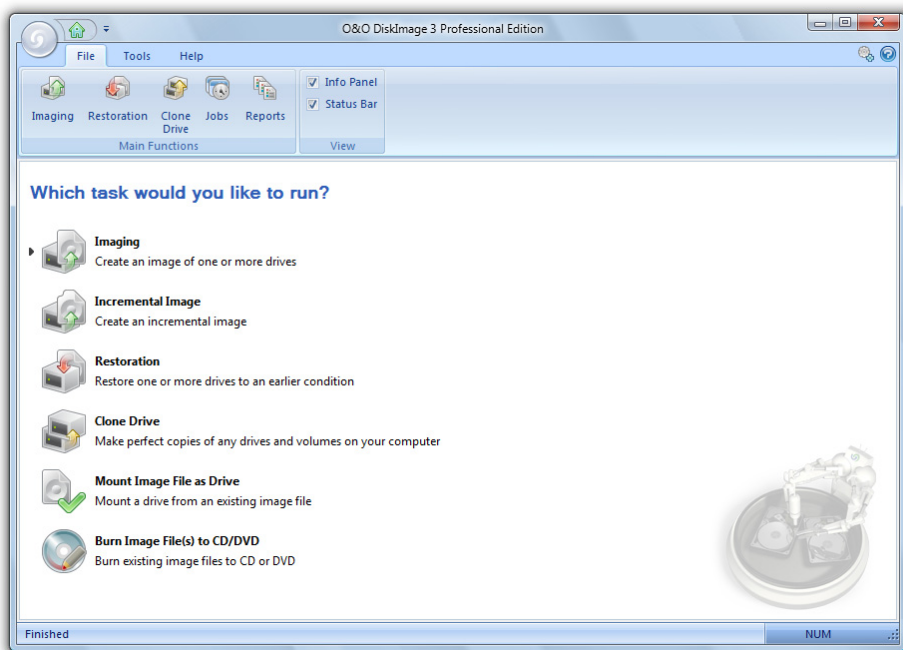 O&O DiskImage 3 Professional Edition
File Tools Help
Imaging Restoration Clone Drive Jobs Reports
Info Panel
Status Bar
Main Functions View
Which task would you like to run?
Imaging
Create an image of one or more drives
Incremental Image
Create an incremental image
Restoration
Restore one or more drives to an earlier condition
Clone Drive
Make perfect copies of any drives and volumes on your computer
Mount Image File as Drive
Mount a drive from an existing image file
Burn Image File(s) to CD/DVD
Burn existing image files to CD or DVD
Finished NUM